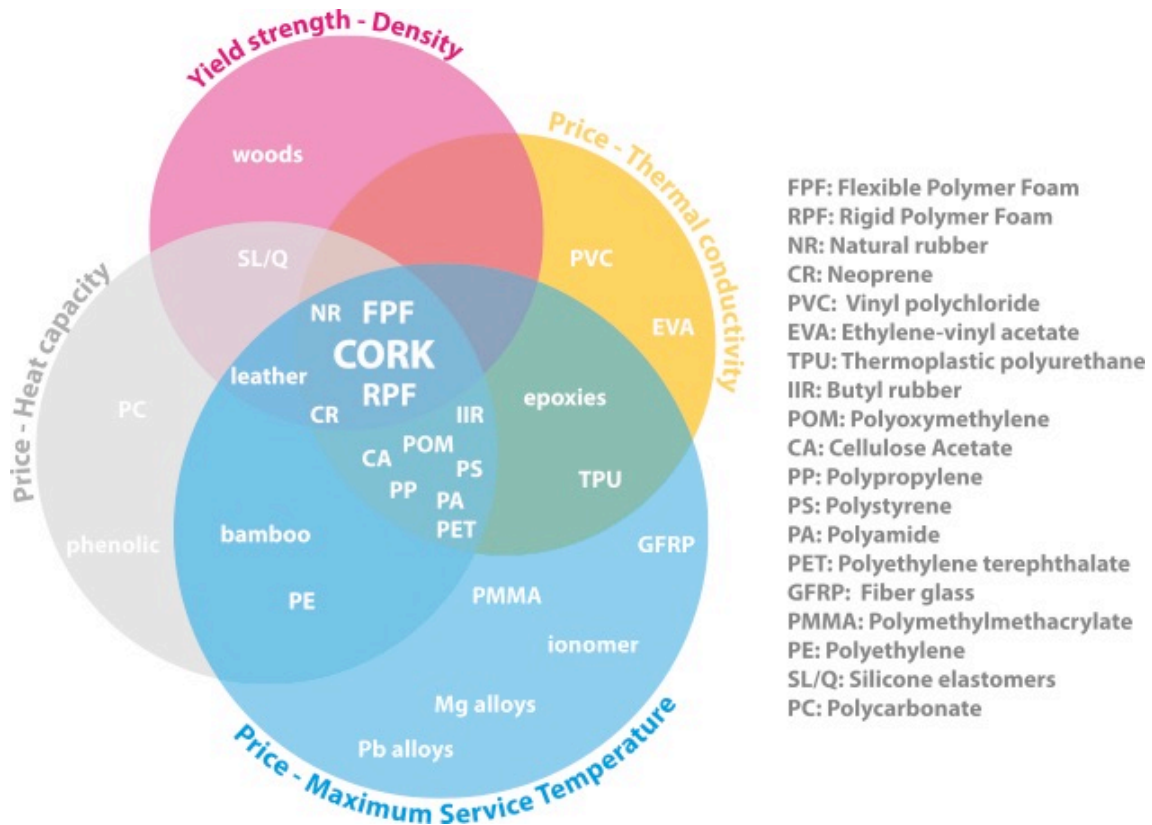 Yield strength - Density
Price - Thermal conductivity
Price - Heat capacity
Price - Maximum Service Temperature
woods
SL/Q
PVC
NR FPF
EVA
CORK
leather
RPF
epoxies
PC
CR
IIR
POM
CA
PS
TPU
PP
PA
bamboo
PET
phenolic
GFRP
PE
PMMA
ionomer
Mg alloys
Pb alloys
FPF: Flexible Polymer Foam
RPF: Rigid Polymer Foam
NR: Natural rubber
CR: Neoprene
PVC: Vinyl polychloride
EVA: Ethylene-vinyl acetate
TPU: Thermoplastic polyurethane
IIR: Butyl rubber
POM: Polyoxymethylene
CA: Cellulose Acetate
PP: Polypropylene
PS: Polystyrene
PA: Polyamide
PET: Polyethylene terephthalate
GFRP: Fiber glass
PMMA: Polymethylmethacrylate
PE: Polyethylene
SL/Q: Silicone elastomers
PC: Polycarbonate